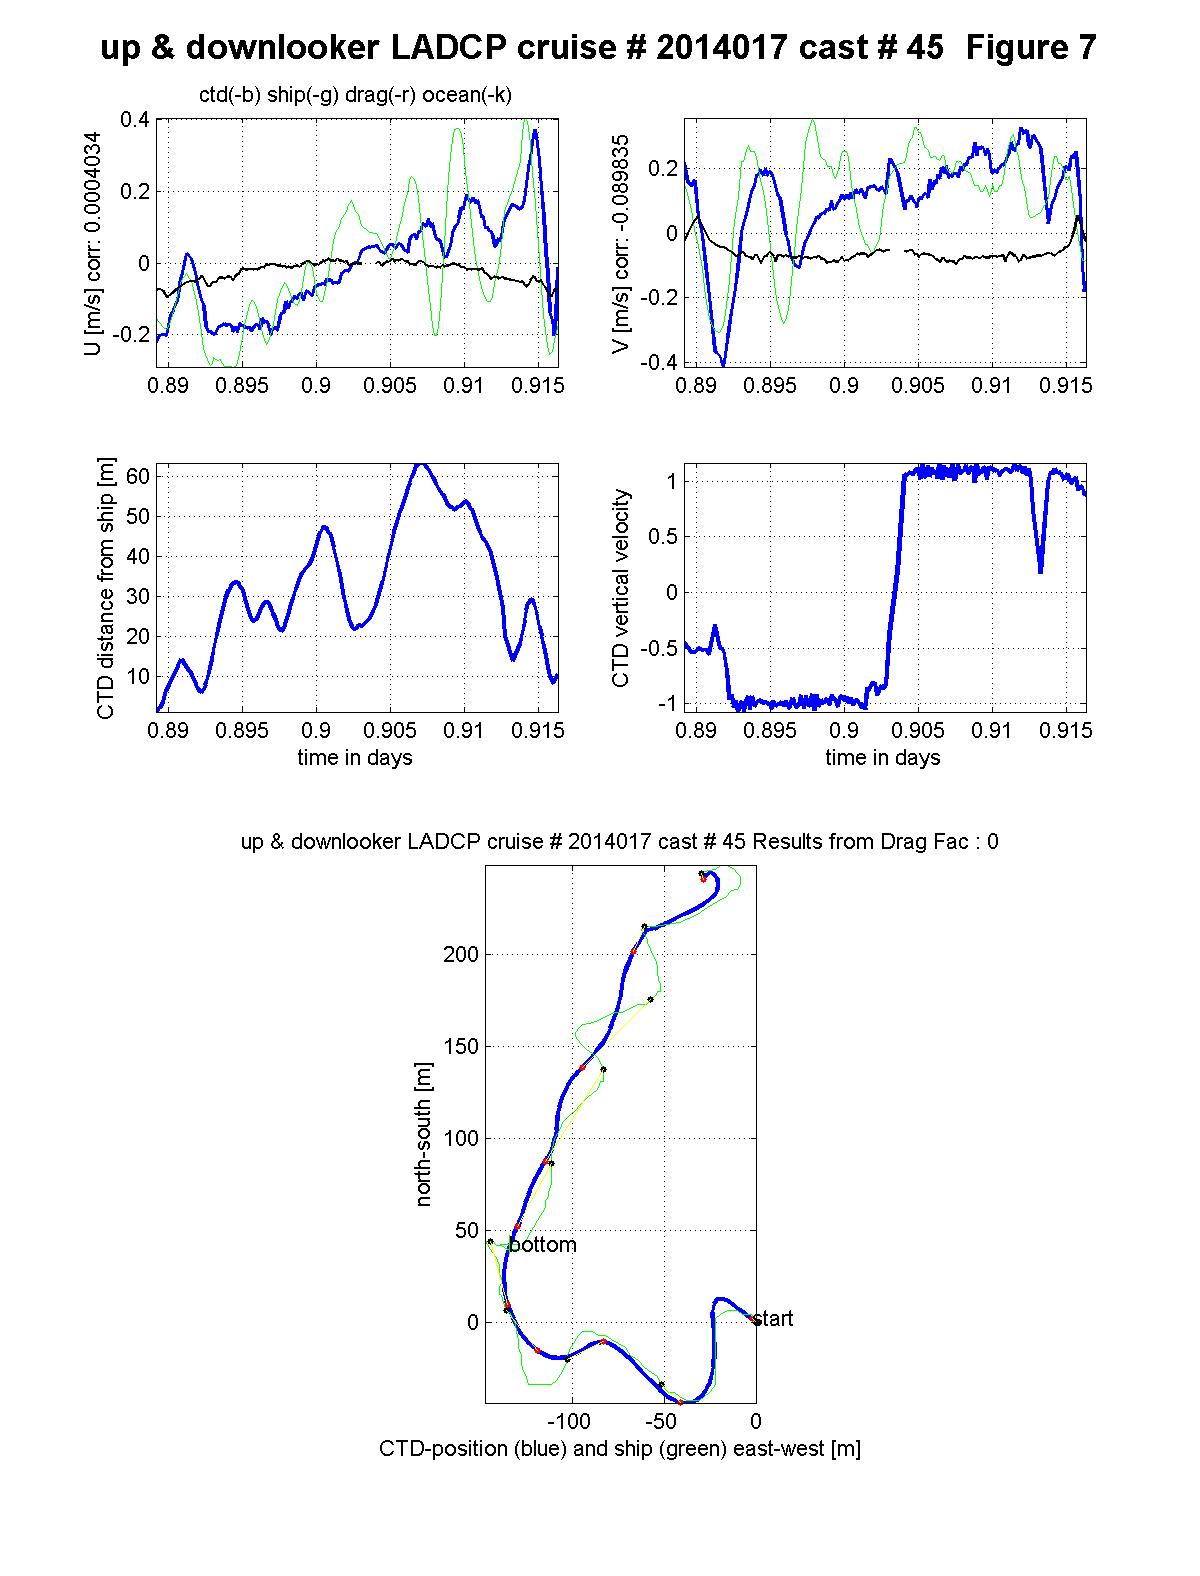 up & downlooker LADCP cruise # 2014017 cast # 45  Figure 7
ctd(-b) ship(-g) drag(-r) ocean(-k)
U [m/s] corr: 0.0004034
0.4
0.2
0
-0.2
0.89 0.895 0.9 0.905 0.91 0.915
V [m/s] corr: -0.089835
0.2
0
-0.2
-0.4
0.89 0.895 0.9 0.905 0.91 0.915
CTD distance from ship [m]
60
50
40
30
20
10
0.89 0.895 0.9 0.905 0.91 0.915
time in days
CTD vertical velocity
1
0.5
0
-0.5
-1
0.89 0.895 0.9 0.905 0.91 0.915
time in days
up & downlooker LADCP cruise # 2014017 cast # 45 Results from Drag Fac : 0
north-south [m]
200
150
100
50
0
bottom
start
-100 -50 0
CTD-position (blue) and ship (green) east-west [m]